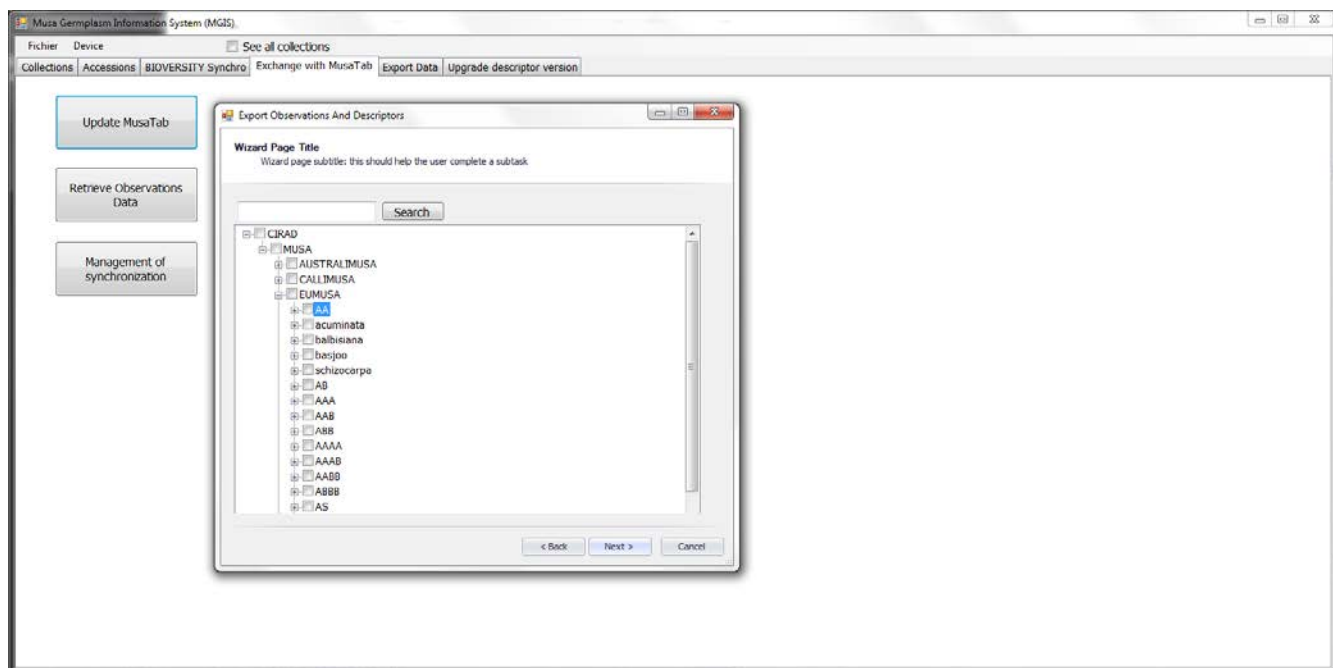 Musa Germplasm Information System (MGIS)
Fichier Device See all collections
Collections Accessions BIOVERSITY Synchro Exchange with MusaTab Export Data Upgrade descriptor version
Update MusaTab
Retrieve Observations
Data
Management of
synchronization
Export Observations And Descriptors
Wizard Page Title
Wizard page subtitle: this should help the user complete a subtask
Search
CIRAD
MUSA
AUSTRALIMUSA
CALLIMUSA
EUMUSA
AA
acuminata
balbisiana
basjoo
schizocarpa
AB
AAA
AAB
ABB
AAAA
AAAB
AABB
ABBB
AS
< Back Next > Cancel